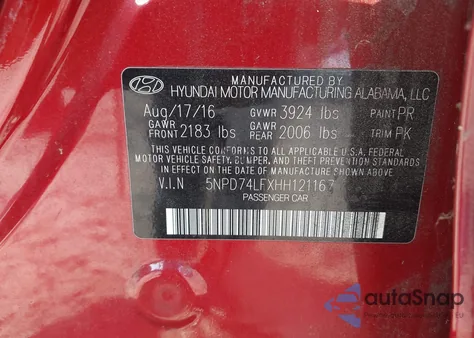 MANUFACTURED BY
HYUNDAI MOTOR MANUFACTURING ALABAMA, LLC
Aug/17/16 GVWR 3924 lbs PAINT PR
GAWR FRONT 2183 lbs GAWR REAR 2006 lbs TRIM PK
THIS VEHICLE CONFORMS TO ALL APPLICABLE U.S.A. FEDERAL
MOTOR VEHICLE SAFETY, BUMPER, AND THEFT PREVENTION STANDARDS
IN EFFECT ON THE DATE OF MANUFACTURE SHOWN ABOVE.
V.I.N 5NPD74LFXHH121167
PASSENGER CAR
autoSnap